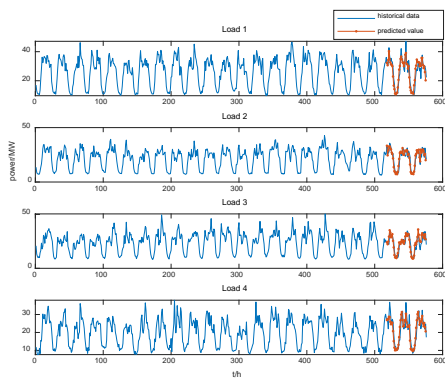 historical data
predicted value
Load 1
40
20
0 100 200 300 400 500 600
Load 2
50
0
0 100 200 300 400 500 600
power/MW
Load 3
50
0
0 100 200 300 400 500 600
Load 4
30
20
10
0 100 200 300 400 500 600
t/h